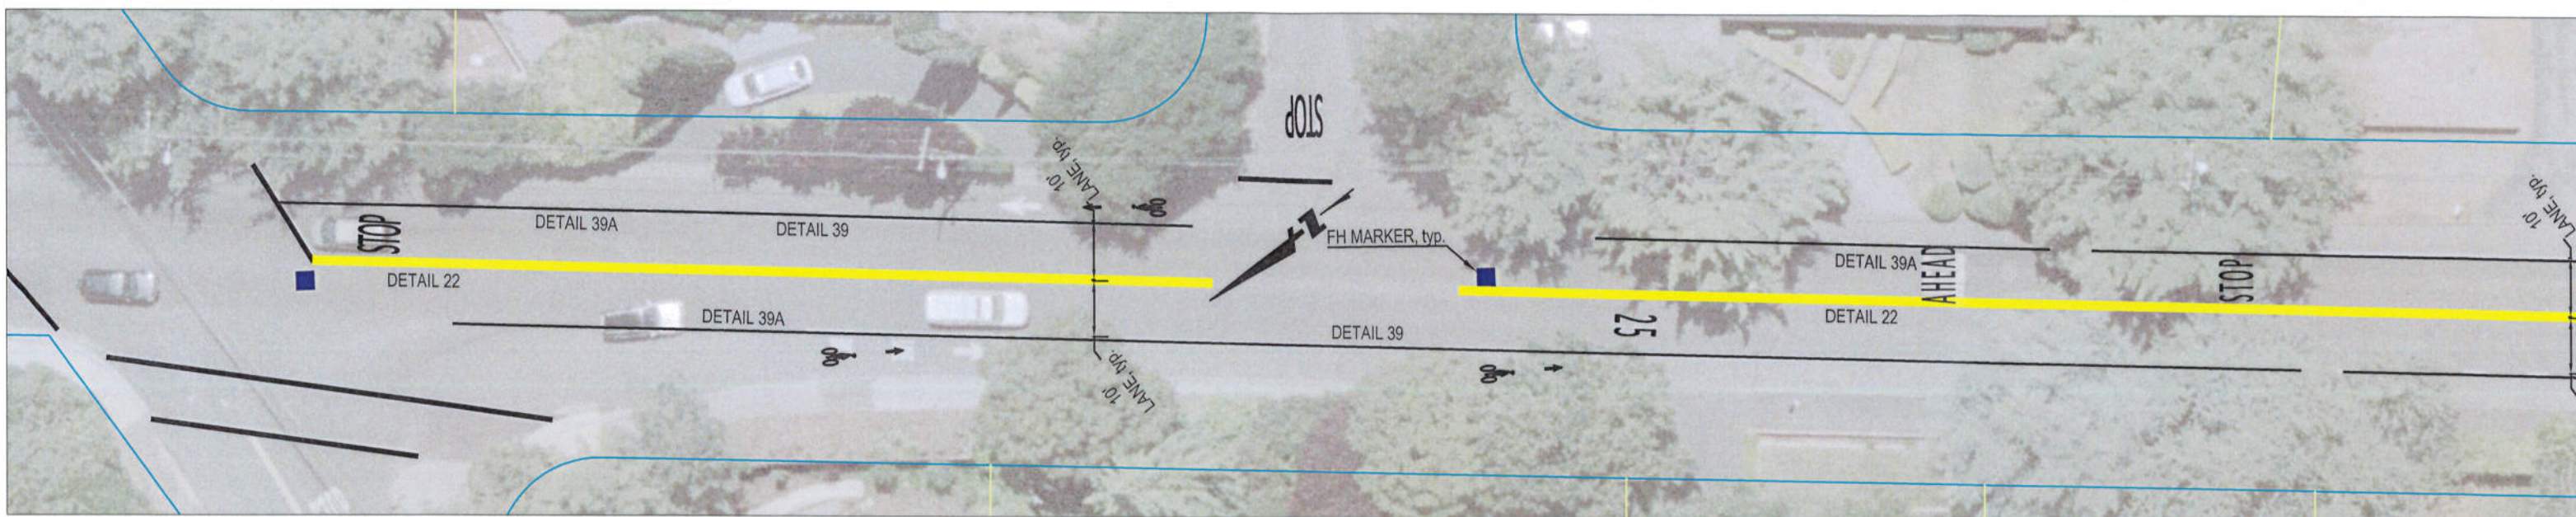 STOP
10'
LANE, typ.
10'
LANE, typ.
STOP
DETAIL 39A
DETAIL 39
FH MARKER, typ.
N
DETAIL 39A
AHEAD
STOP
DETAIL 22
DETAIL 39A
DETAIL 39
25
DETAIL 22
10'
LANE, typ.